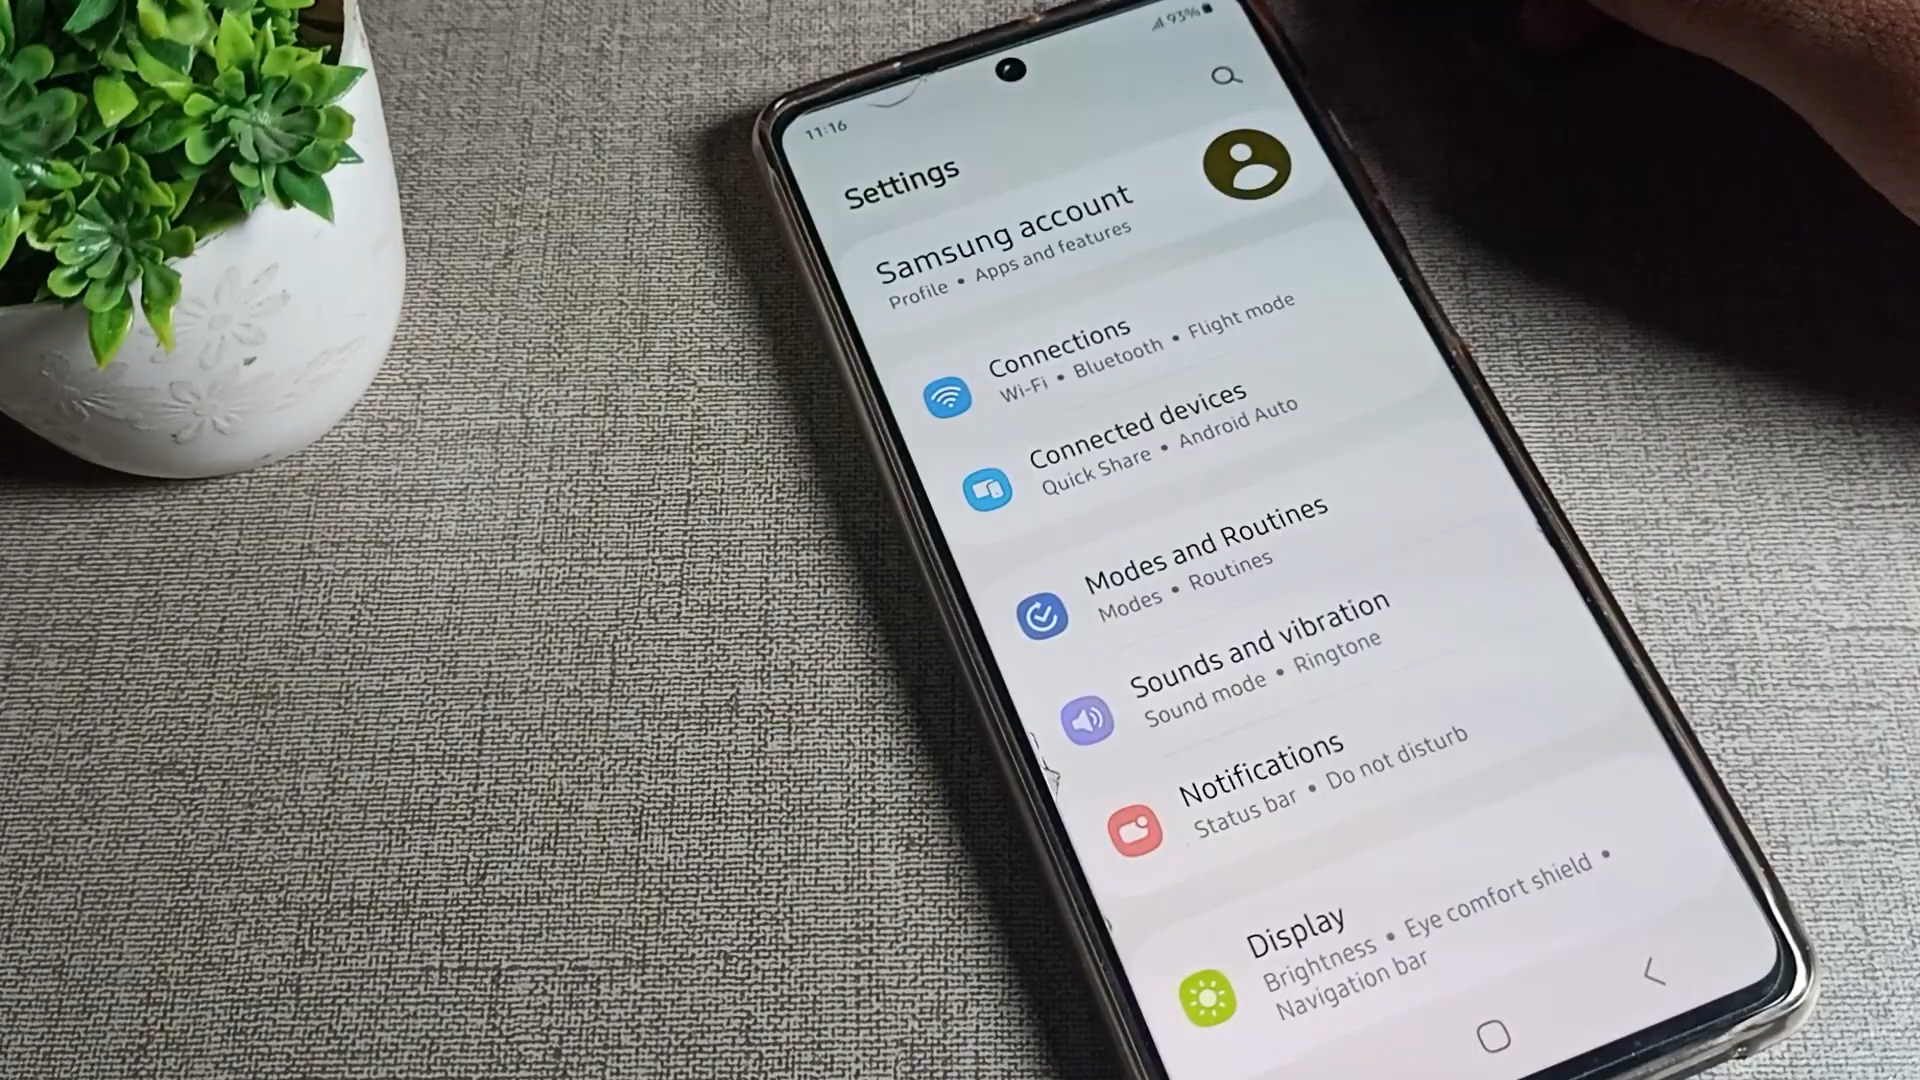 93%
11:16
Settings
Samsung account
Profile • Apps and features
Connections
Wi-Fi • Bluetooth • Flight mode
Connected devices
Quick Share • Android Auto
Modes and Routines
Modes • Routines
Sounds and vibration
Sound mode • Ringtone
Notifications
Status bar • Do not disturb
Display
Brightness • Eye comfort shield •
Navigation bar